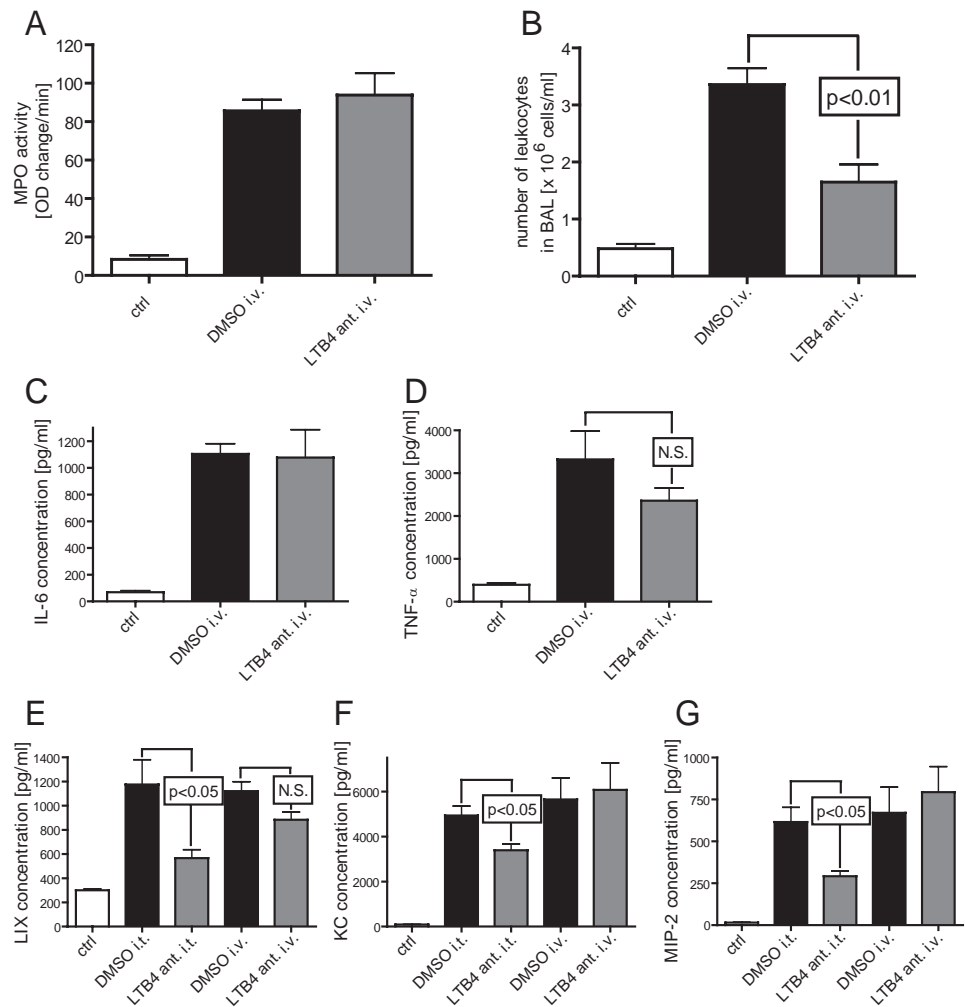 A
MPO activity
[OD change/min]
120
100
80
60
40
20
0
ctrl
DMSO i.v.
LTB4 ant. i.v.
B
number of leukocytes
in BAL [x 10⁶ cells/ml]
4
3
2
1
0
p<0.01
ctrl
DMSO i.v.
LTB4 ant. i.v.
C
IL-6 concentration [pg/ml]
1200
1000
800
600
400
200
0
ctrl
DMSO i.v.
LTB4 ant. i.v.
D
TNF-α concentration [pg/ml]
4000
3000
2000
1000
0
N.S.
ctrl
DMSO i.v.
LTB4 ant. i.v.
E
LIX concentration [pg/ml]
1400
1200
1000
800
600
400
200
0
p<0.05
N.S.
ctrl
DMSO i.t.
LTB4 ant. i.t.
DMSO i.v.
LTB4 ant. i.v.
F
KC concentration [pg/ml]
6000
4000
2000
0
p<0.05
ctrl
DMSO i.t.
LTB4 ant. i.t.
DMSO i.v.
LTB4 ant. i.v.
G
MIP-2 concentration [pg/ml]
1000
750
500
250
0
p<0.05
ctrl
DMSO i.t.
LTB4 ant. i.t.
DMSO i.v.
LTB4 ant. i.v.